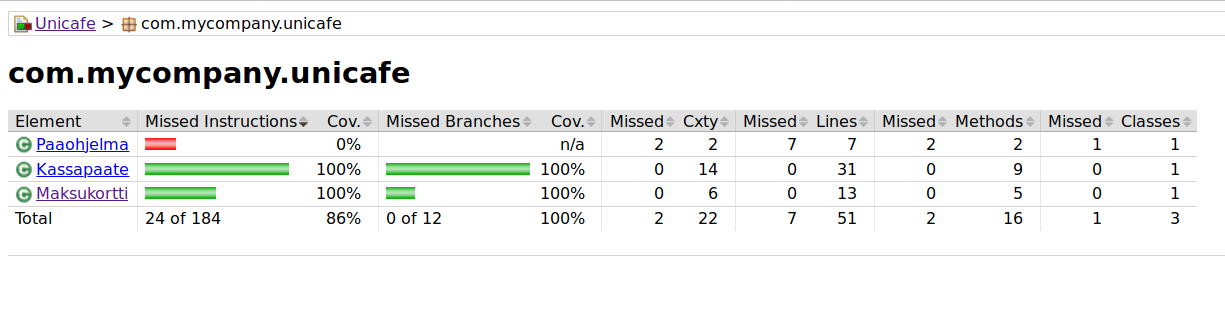 Unicafe > com.mycompany.unicafe
com.mycompany.unicafe
Element Missed Instructions Cov. Missed Branches Cov. Missed Cxty Missed Lines Missed Methods Missed Classes
C Paaohjelma 0% n/a 2 2 7 7 2 2 1 1
C Kassapaate 100% 100% 0 14 0 31 0 9 0 1
C Maksukortti 100% 100% 0 6 0 13 0 5 0 1
Total 24 of 184 86% 0 of 12 100% 2 22 7 51 2 16 1 3